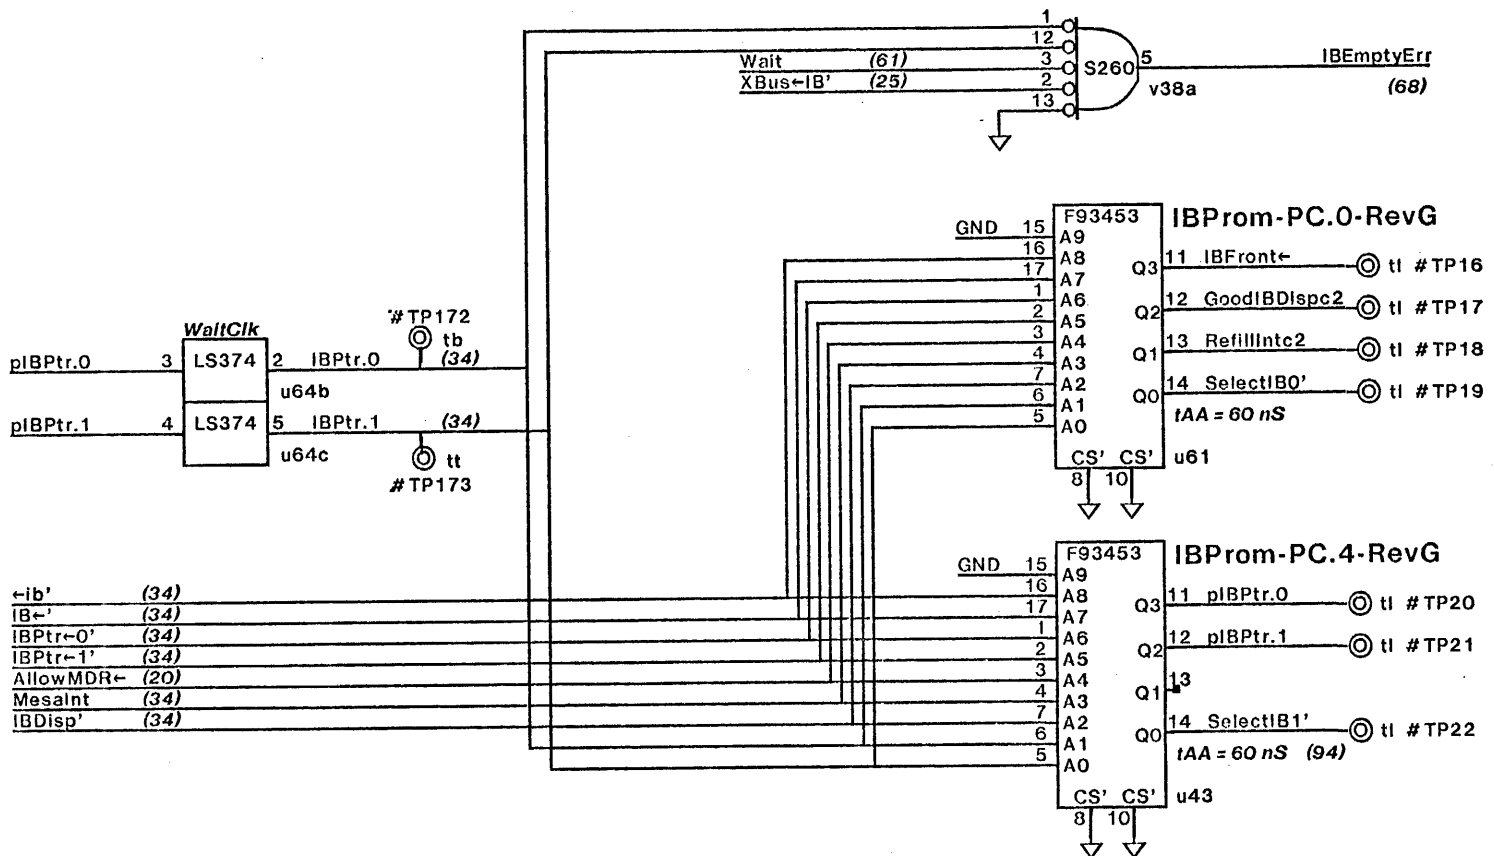 1
12
Wait (61) 3
XBus←IB' (25) 2
13
S260
5 IBEmptyErr
v38a (68)
F93453 IBProm-PC.0-RevG
GND 15 A9
16 A8
17 A7
1 A6
2 A5
3 A4
4 A3
7 A2
6 A1
5 A0
Q3 11 IBFront← tl #TP16
Q2 12 GoodIBDispc2 tl #TP17
Q1 13 RefillIntc2 tl #TP18
Q0 14 SelectIB0' tl #TP19
tAA = 60 nS
CS' CS' u61
8 10
#TP172
WaitClk tb
pIBPtr.0 3 LS374 2 IBPtr.0 (34)
u64b
pIBPtr.1 4 LS374 5 IBPtr.1 (34)
u64c tt
#TP173
F93453 IBProm-PC.4-RevG
GND 15 A9
←ib' (34) 16 A8
IB←' (34) 17 A7
IBPtr←0' (34) 1 A6
IBPtr←1' (34) 2 A5
AllowMDR← (20) 3 A4
MesaInt (34) 4 A3
IBDisp' (34) 7 A2
6 A1
5 A0
Q3 11 pIBPtr.0 tl #TP20
Q2 12 pIBPtr.1 tl #TP21
Q1 13
Q0 14 SelectIB1' tl #TP22
tAA = 60 nS (94)
CS' CS' u43
8 10